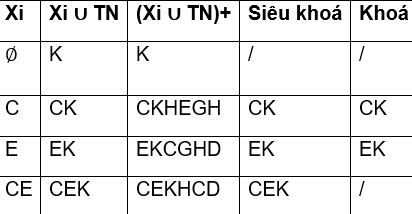 Xi Xi ∪ TN (Xi ∪ TN)+ Siêu khoá Khoá
∅ K K / /
C CK CKHEGH CK CK
E EK EKCGHD EK EK
CE CEK CEKHCD CEK /